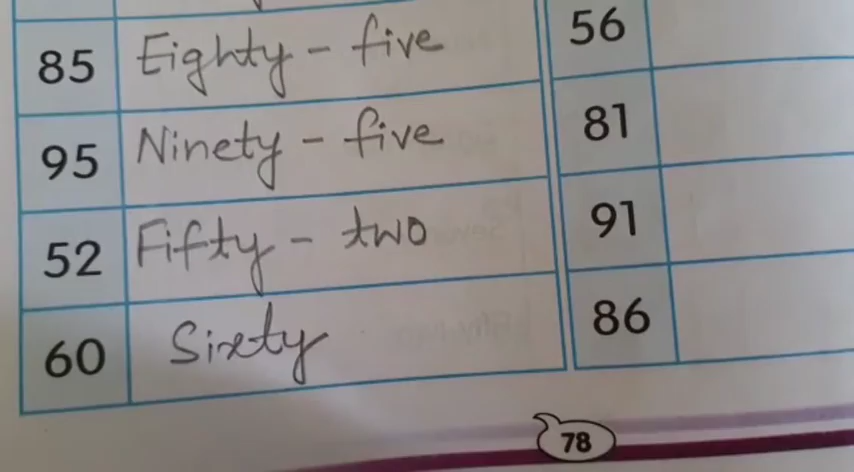 85 Eighty - five
95 Ninety - five
52 Fifty - two
60 Sixty
56
81
91
86
78